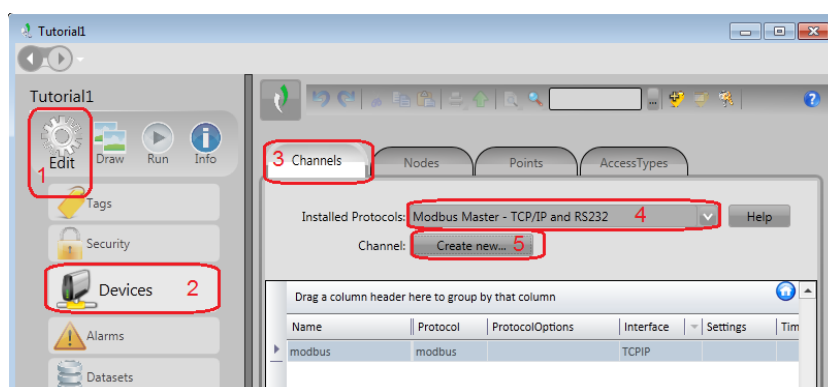 Tutorial1
Tutorial1
Edit Draw Run Info
1
Tags
Security
Devices 2
Alarms
Datasets
3 Channels Nodes Points AccessTypes
Installed Protocols: Modbus Master - TCP/IP and RS232 4 Help
Channel: Create new... 5
Drag a column header here to group by that column
Name Protocol ProtocolOptions Interface Settings Tim
modbus modbus TCPIP